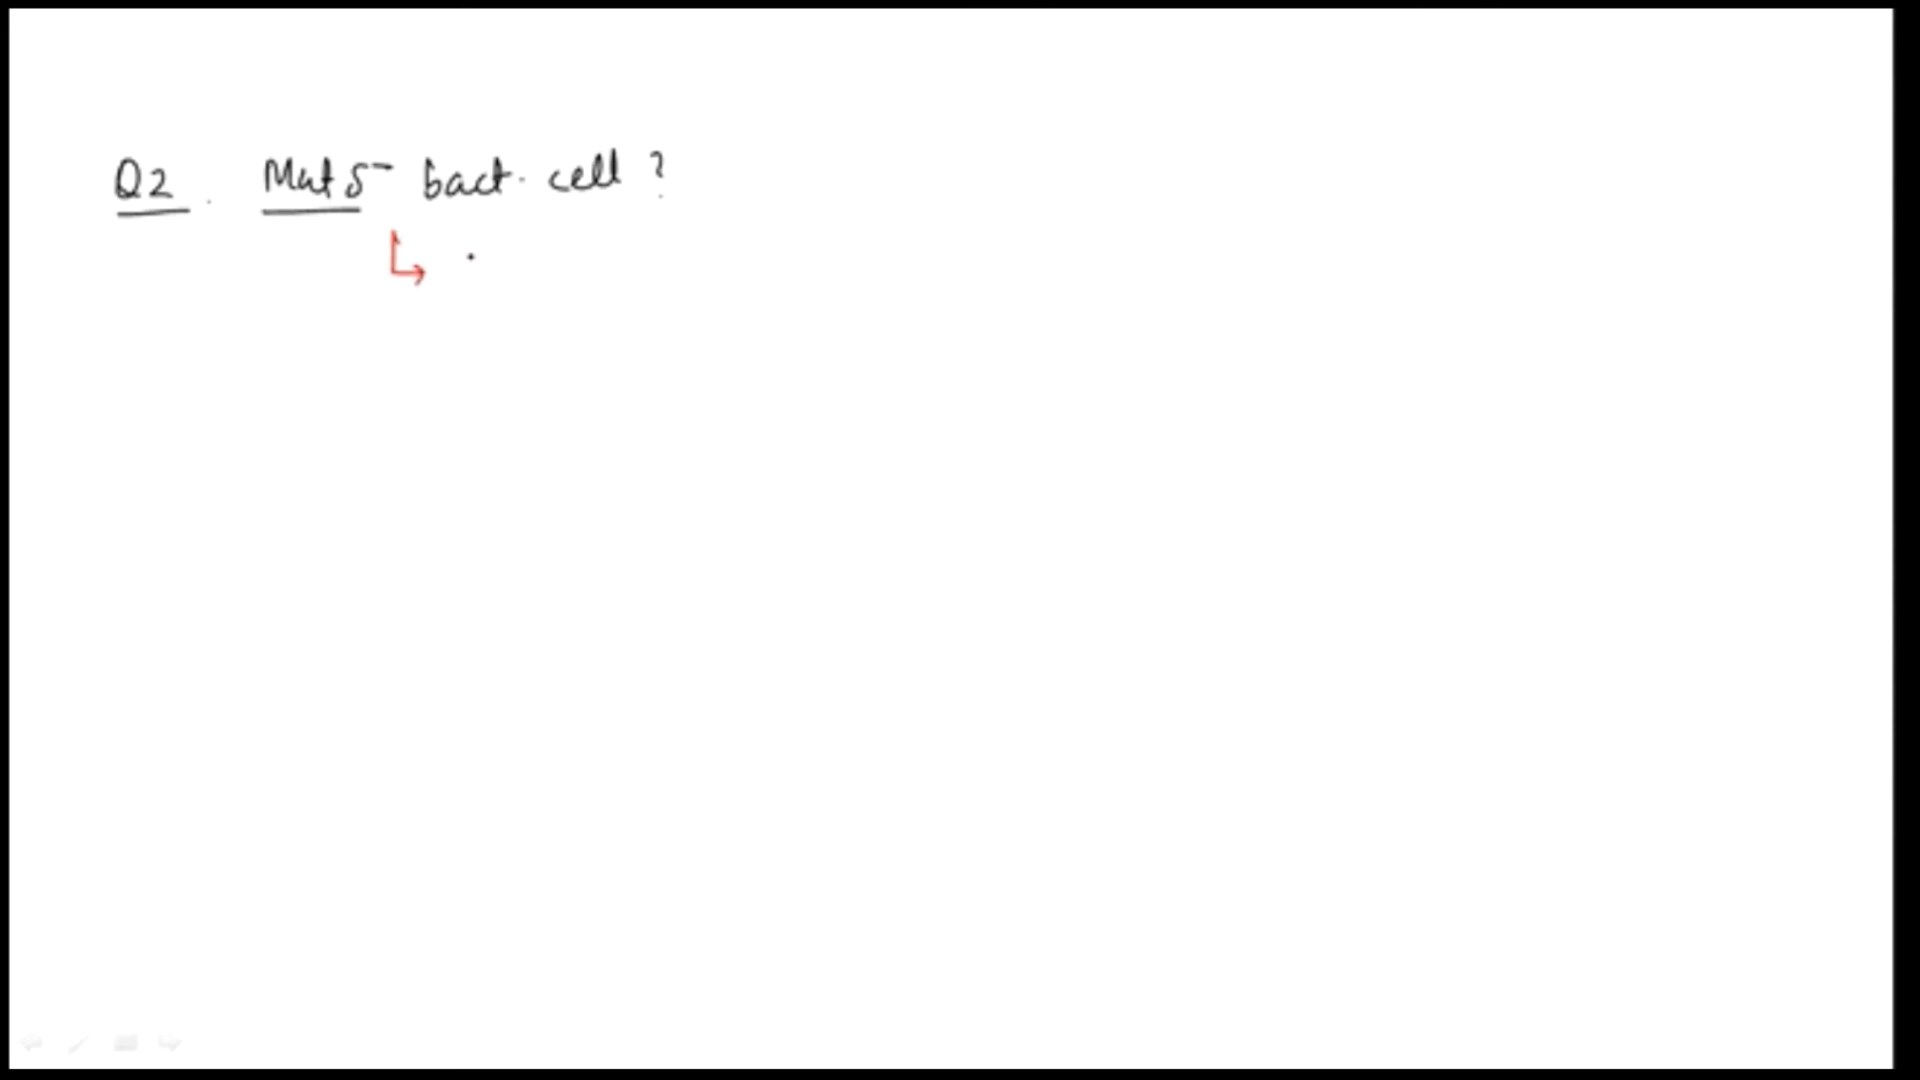 Q2. MutS⁻ bact. cell ?